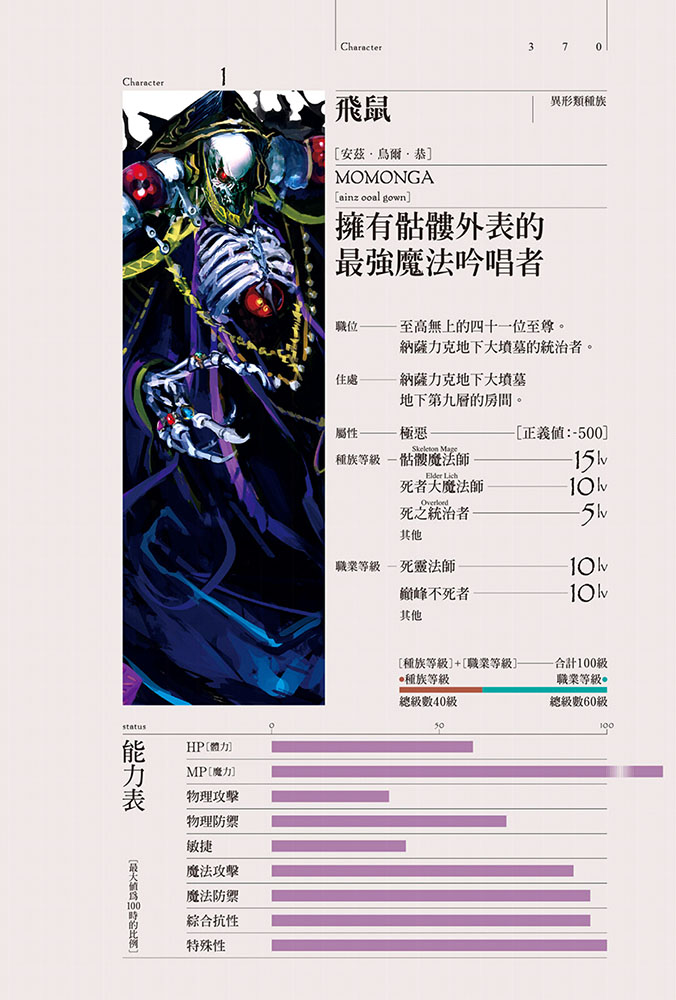 Character
3 7 0
Character 1
飛鼠
異形類種族
[安茲・烏爾・恭]
MOMONGA
[ainz ooal gown]
擁有骷髏外表的
最強魔法吟唱者
職位 至高無上的四十一位至尊。
納薩力克地下大墳墓的統治者。
住處 納薩力克地下大墳墓
地下第九層的房間。
屬性 極惡 [正義值:-500]
Skeleton Mage
種族等級 骷髏魔法師 15 lv
Elder Lich
死者大魔法師 10 lv
Overlord
死之統治者 5 lv
其他
職業等級 死靈法師 10 lv
巔峰不死者 10 lv
其他
[種族等級]+[職業等級] 合計100級
種族等級 職業等級
總級數40級 總級數60級
status 0 50 100
能力表
[最大值為100時的比例]
HP[體力]
MP[魔力]
物理攻擊
物理防禦
敏捷
魔法攻擊
魔法防禦
綜合抗性
特殊性